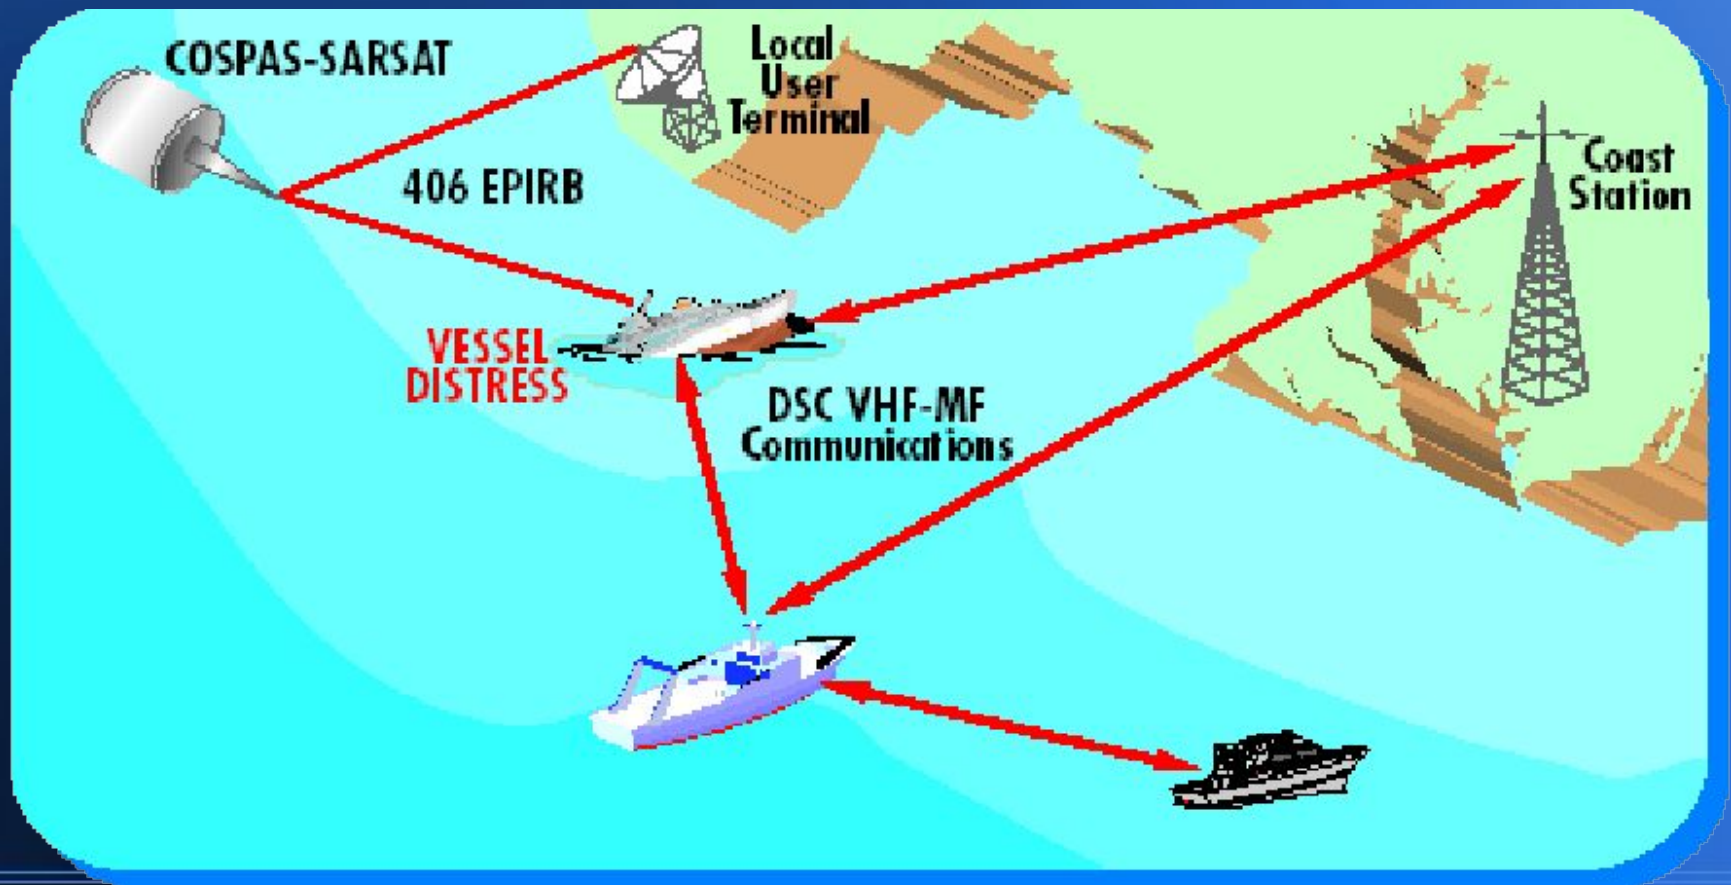 COSPAS-SARSAT
Local
User
Terminal
Coast
Station
406 EPIRB
VESSEL
DISTRESS
DSC VHF-MF
Communications